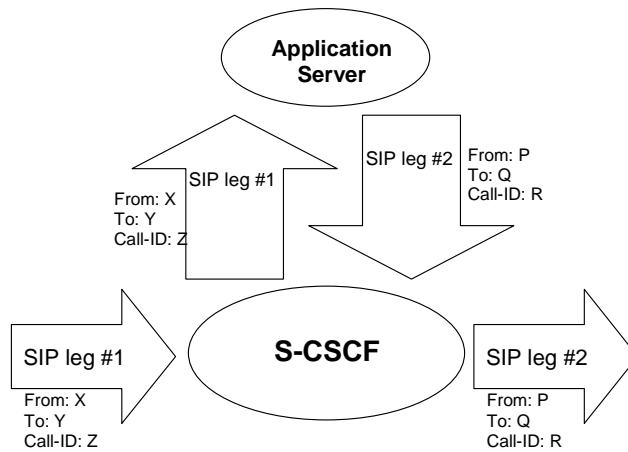 Application
Server
SIP leg #1
From: X
To: Y
Call-ID: Z
SIP leg #2
From: P
To: Q
Call-ID: R
SIP leg #1
From: X
To: Y
Call-ID: Z
S-CSCF
SIP leg #2
From: P
To: Q
Call-ID: R